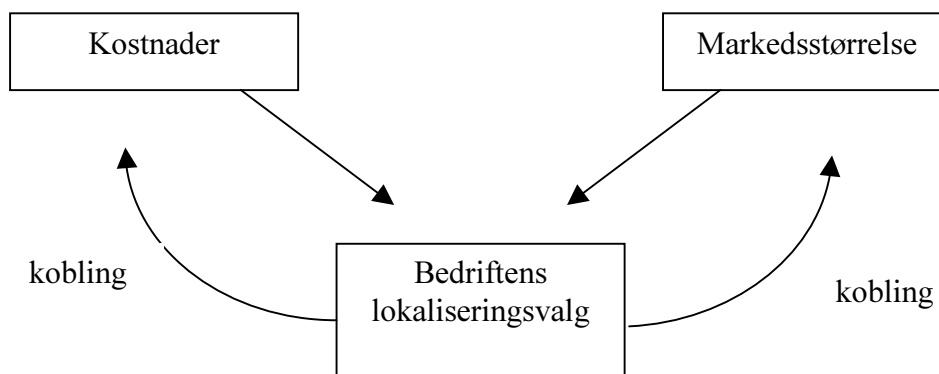 Kostnader
Markedsstørrelse
kobling
Bedriftens
lokaliseringsvalg
kobling